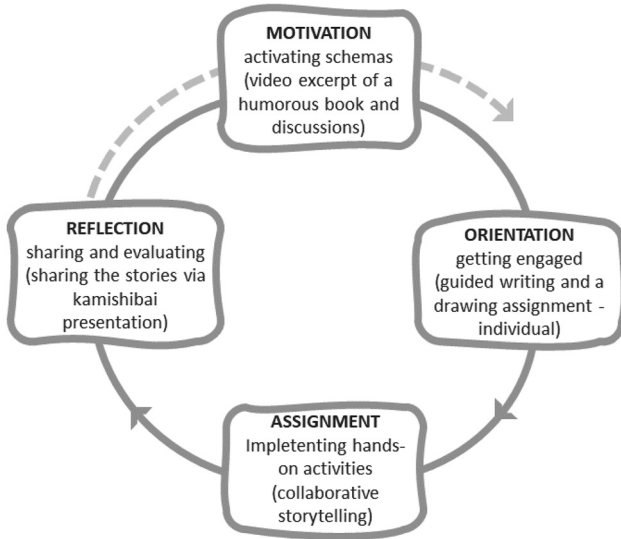 MOTIVATION
activating schemas
(video excerpt of a
humorous book and
discussions)
ORIENTATION
getting engaged
(guided writing and a
drawing assignment -
individual)
ASSIGNMENT
Impletenting hands-
on activities
(collaborative
storytelling)
REFLECTION
sharing and evaluating
(sharing the stories via
kamishibai
presentation)